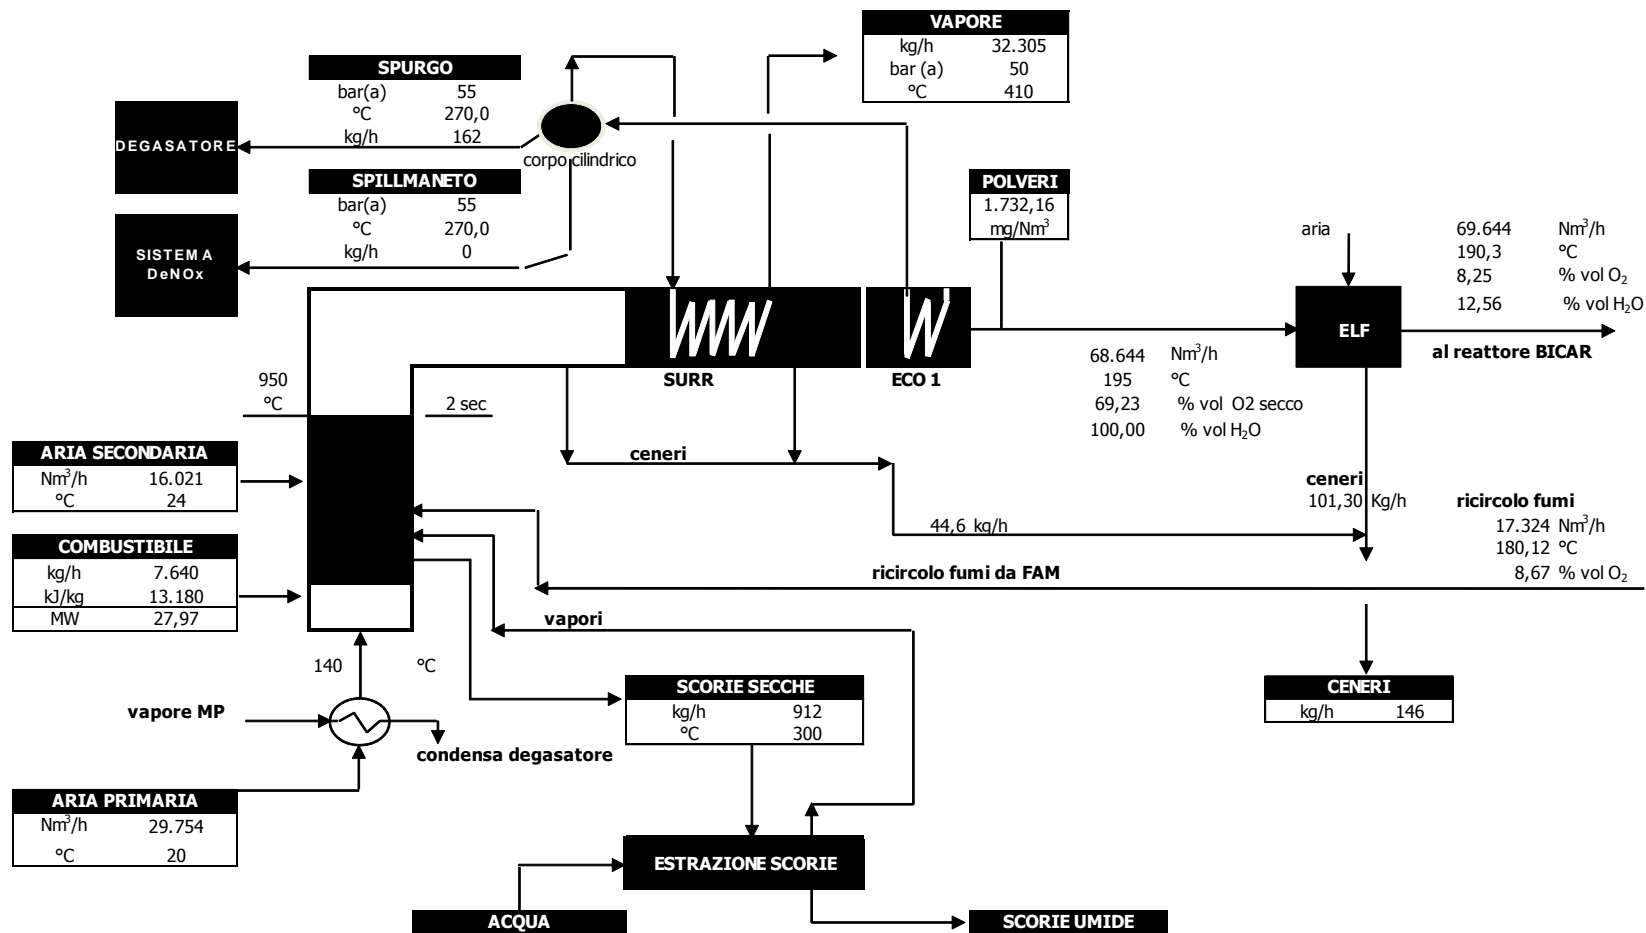 VAPORE
kg/h 32.305
bar (a) 50
°C 410
SPURGO
bar(a) 55
°C 270,0
kg/h 162
DEGASATORE
corpo cilindrico
SPILLMANETO
bar(a) 55
°C 270,0
kg/h 0
SISTEMA
DeNOx
POLVERI
1.732,16
mg/Nm³
aria
69.644 Nm³/h
190,3 °C
8,25 % vol O₂
12,56 % vol H₂O
ELF
al reattore BICAR
SURR
ECO 1
68.644 Nm³/h
195 °C
69,23 % vol O2 secco
100,00 % vol H₂O
950
°C
2 sec
ARIA SECONDARIA
Nm³/h 16.021
°C 24
ceneri
ceneri
101,30 Kg/h
44,6 kg/h
ricircolo fumi
17.324 Nm³/h
180,12 °C
8,67 % vol O₂
COMBUSTIBILE
kg/h 7.640
kJ/kg 13.180
MW 27,97
ricircolo fumi da FAM
vapori
140 °C
SCORIE SECCHE
kg/h 912
°C 300
CENERI
kg/h 146
vapore MP
condensa degasatore
ARIA PRIMARIA
Nm³/h 29.754
°C 20
ESTRAZIONE SCORIE
ACQUA
SCORIE UMIDE